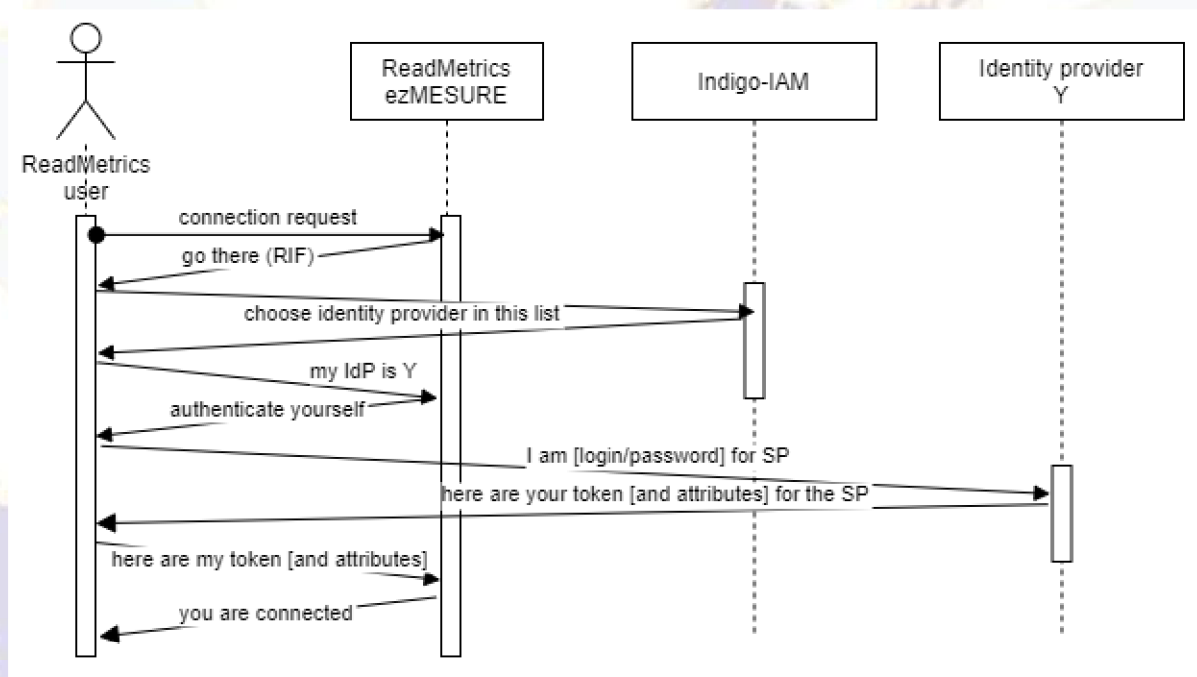 ReadMetrics
ezMESURE
Indigo-IAM
Identity provider
Y
ReadMetrics
user
connection request
go there (RIF)
choose identity provider in this list
my IdP is Y
authenticate yourself
I am [login/password] for SP
here are your token [and attributes] for the SP
here are my token [and attributes]
you are connected